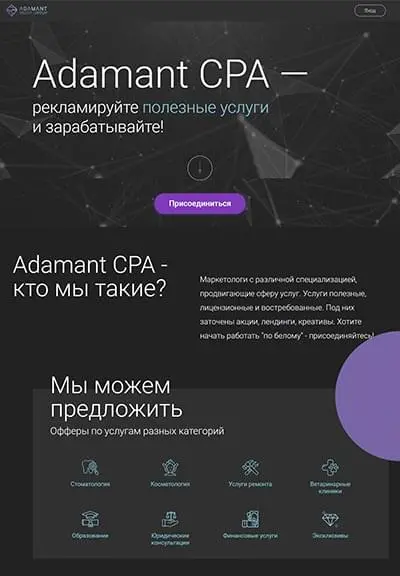 ADAMANT
Вход
Adamant CPA —
рекламируйте полезные услуги
и зарабатывайте!
Присоединиться
Adamant CPA -
кто мы такие?
Маркетологи с различной специализацией,
продвигающие сферу услуг. Услуги полезные,
лицензионные и востребованные. Под них
заточены акции, лендинги, креативы. Хотите
начать работать "по белому" - присоединяйтесь!
Мы можем
предложить
Офферы по услугам разных категорий
Стоматология
Косметология
Услуги ремонта
Ветеринарные
клиники
Образование
Юридические
консультации
Финансовые услуги
Эксклюзивы